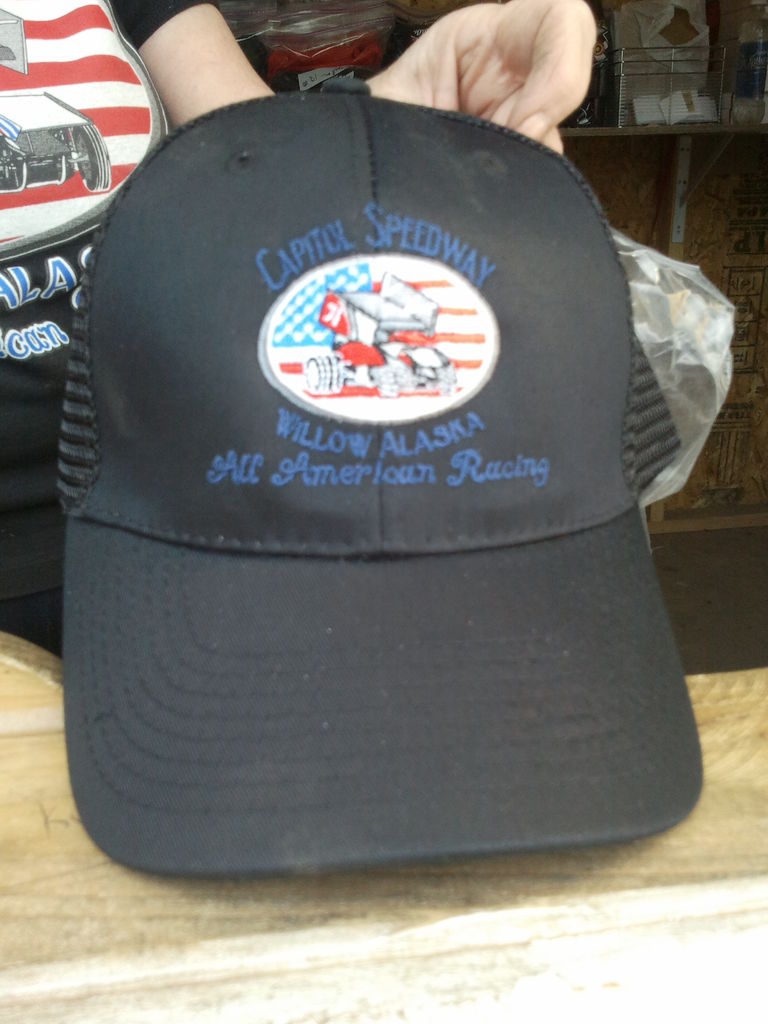 CAPITOL SPEEDWAY
WILLOW ALASKA
All American Racing